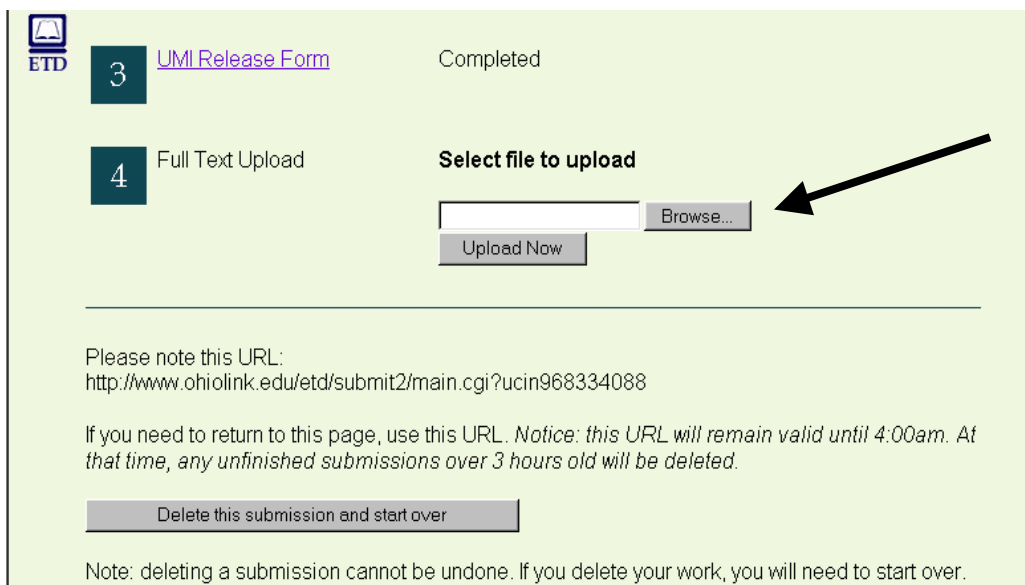 ETD
3 UMI Release Form Completed
4 Full Text Upload Select file to upload
Browse...
Upload Now
Please note this URL:
http://www.ohiolink.edu/etd/submit2/main.cgi?ucin968334088
If you need to return to this page, use this URL. Notice: this URL will remain valid until 4:00am. At
that time, any unfinished submissions over 3 hours old will be deleted.
Delete this submission and start over
Note: deleting a submission cannot be undone. If you delete your work, you will need to start over.